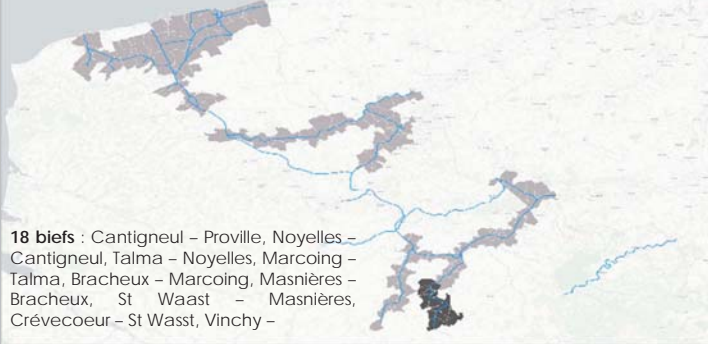 18 biefs : Cantigneul – Proville, Noyelles –
Cantigneul, Talma – Noyelles, Marcoing –
Talma, Bracheux – Marcoing, Masnières –
Bracheux, St Waast – Masnières,
Crévecoeur – St Wasst, Vinchy –